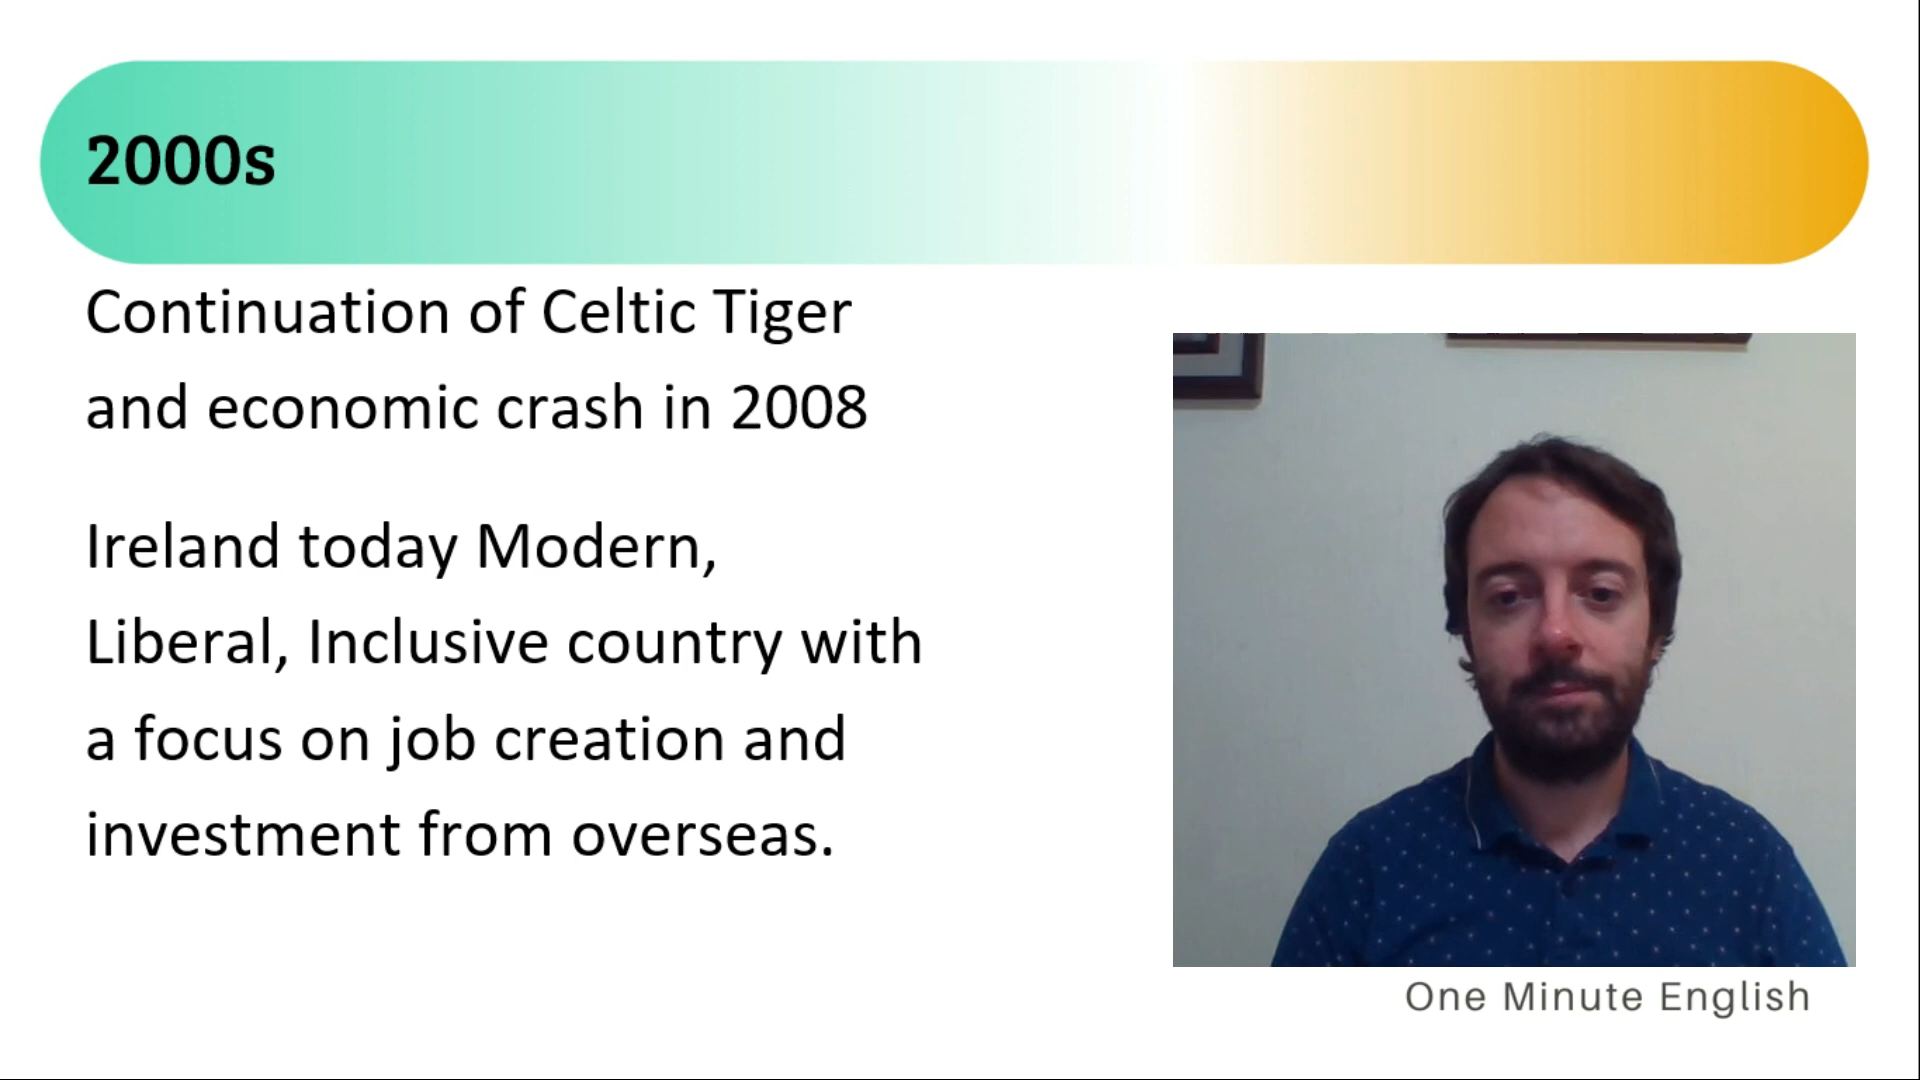 2000s
Continuation of Celtic Tiger
and economic crash in 2008
Ireland today Modern,
Liberal, Inclusive country with
a focus on job creation and
investment from overseas.
One Minute English